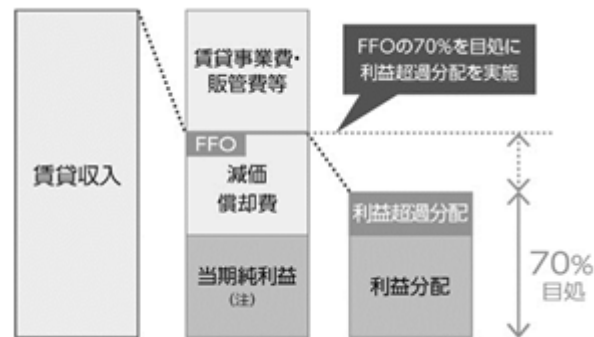 賃貸収入
賃貸事業費・
販管費等
FFO
減価
償却費
当期純利益
(注)
FFOの70%を目処に
利益超過分配を実施
利益超過分配
利益分配
70%
目処